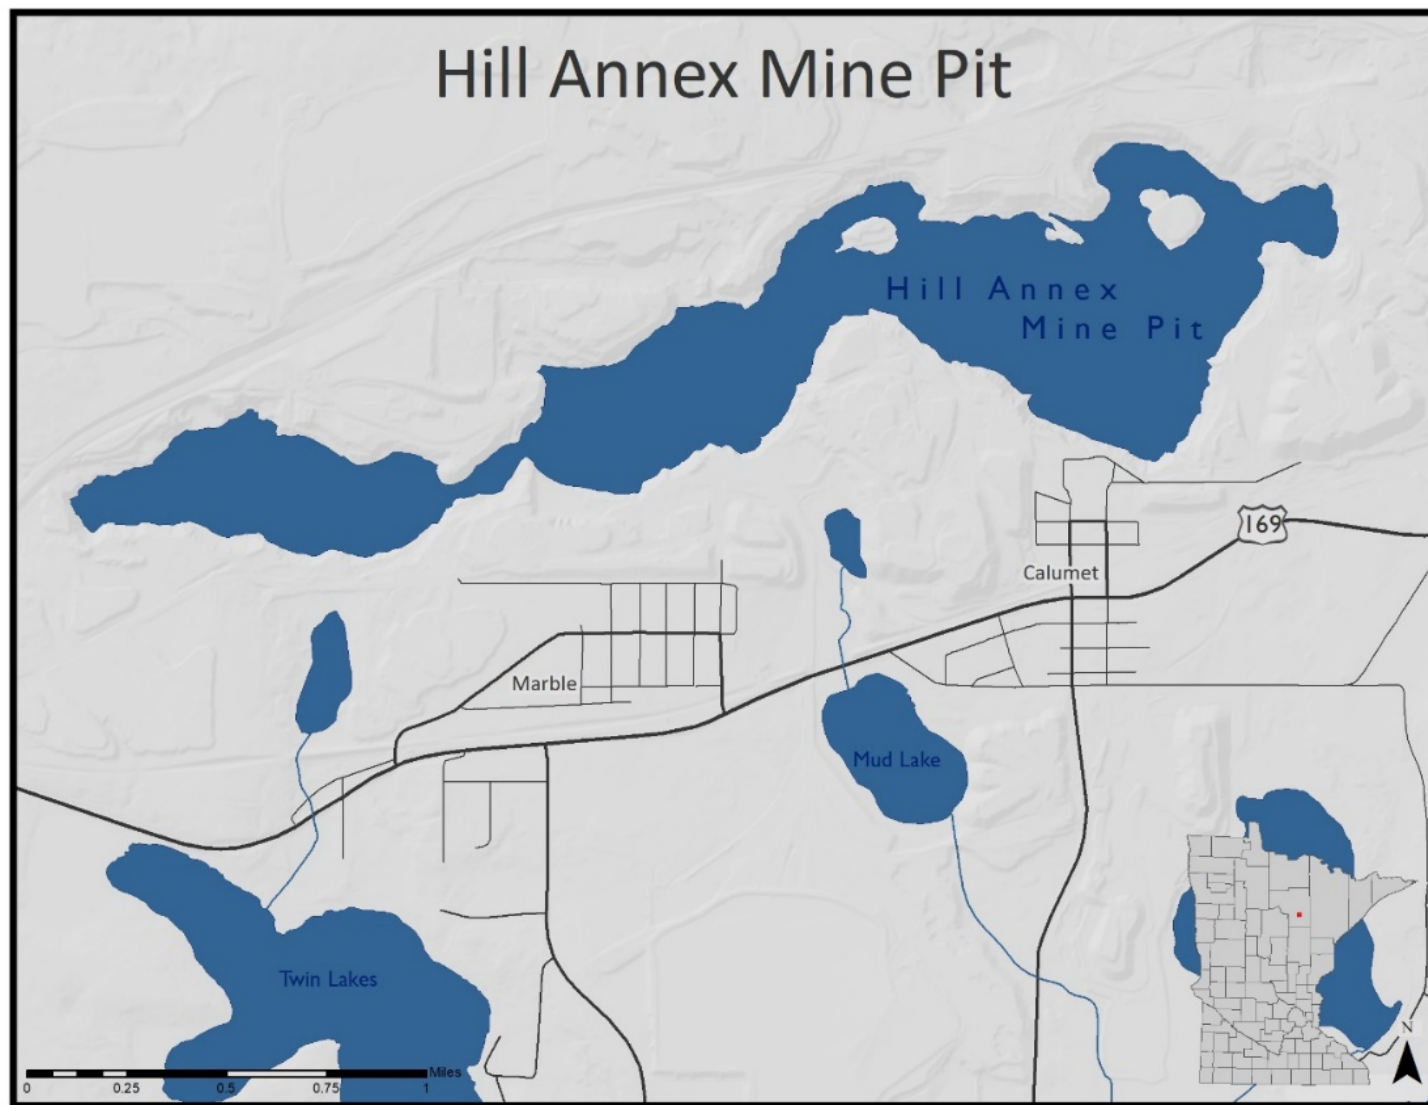 Hill Annex Mine Pit
Hill Annex
Mine Pit
169
Calumet
Marble
Mud Lake
Twin Lakes
N
Miles
0 0.25 0.5 0.75 1